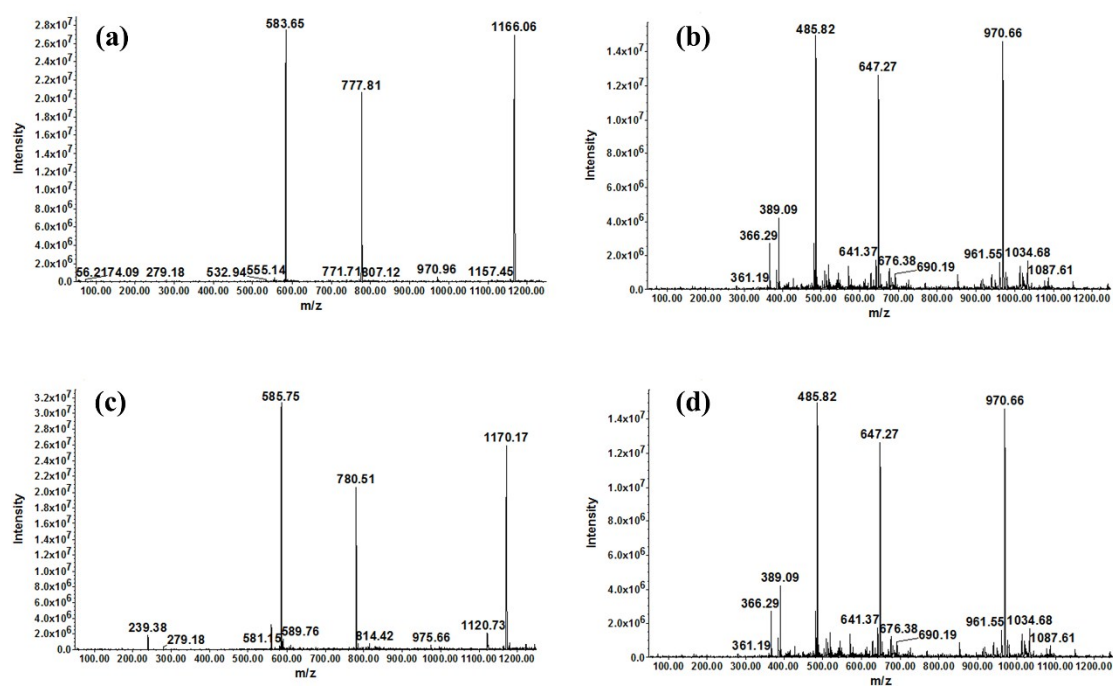 (a)
583.65
1166.06
777.81
2.8x10⁷
2.6x10⁷
2.4x10⁷
2.2x10⁷
2.0x10⁷
1.8x10⁷
1.6x10⁷
1.4x10⁷
1.2x10⁷
1.0x10⁷
8.0x10⁶
6.0x10⁶
4.0x10⁶
2.0x10⁶
0.0
Intensity
56.2174.09 279.18 532.94 555.14 771.71 807.12 970.96 1157.45
100.00 200.00 300.00 400.00 500.00 600.00 700.00 800.00 900.00 1000.00 1100.00 1200.00
m/z
(b)
485.82
970.66
647.27
1.4x10⁷
1.2x10⁷
1.0x10⁷
8.0x10⁶
6.0x10⁶
4.0x10⁶
2.0x10⁶
0.0
Intensity
389.09
366.29
361.19 641.37 676.38 690.19 961.55 1034.68
1087.61
100.00 200.00 300.00 400.00 500.00 600.00 700.00 800.00 900.00 1000.00 1100.00 1200.00
m/z
(c)
585.75
1170.17
780.51
3.2x10⁷
3.0x10⁷
2.8x10⁷
2.6x10⁷
2.4x10⁷
2.2x10⁷
2.0x10⁷
1.8x10⁷
1.6x10⁷
1.4x10⁷
1.2x10⁷
1.0x10⁷
8.0x10⁶
6.0x10⁶
4.0x10⁶
2.0x10⁶
0.0
Intensity
239.38 279.18 581.15 589.76 814.42 975.66 1120.73
100.00 200.00 300.00 400.00 500.00 600.00 700.00 800.00 900.00 1000.00 1100.00 1200.00
m/z
(d)
485.82
970.66
647.27
1.4x10⁷
1.2x10⁷
1.0x10⁷
8.0x10⁶
6.0x10⁶
4.0x10⁶
2.0x10⁶
0.0
Intensity
389.09
366.29
361.19 641.37 676.38 690.19 961.55 1034.68
1087.61
100.00 200.00 300.00 400.00 500.00 600.00 700.00 800.00 900.00 1000.00 1100.00 1200.00
m/z